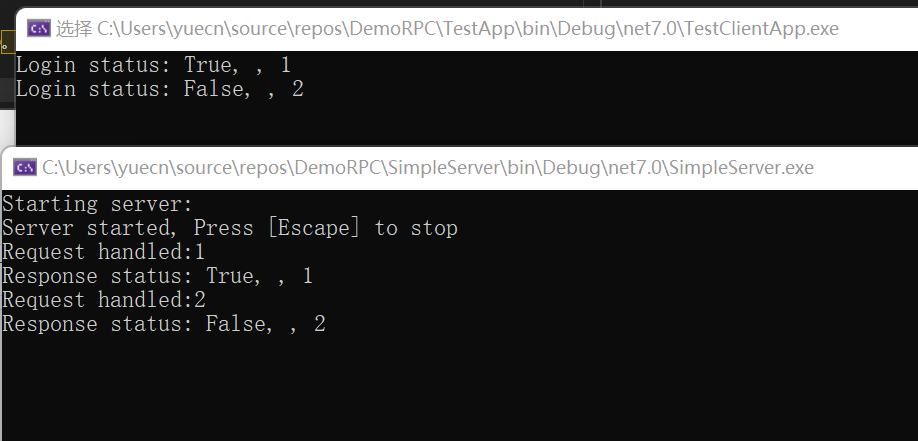 选择 C:\Users\yuecn\source\repos\DemoRPC\TestApp\bin\Debug\net7.0\TestClientApp.exe
Login status: True, , 1
Login status: False, , 2
C:\Users\yuecn\source\repos\DemoRPC\SimpleServer\bin\Debug\net7.0\SimpleServer.exe
Starting server:
Server started, Press [Escape] to stop
Request handled:1
Response status: True, , 1
Request handled:2
Response status: False, , 2